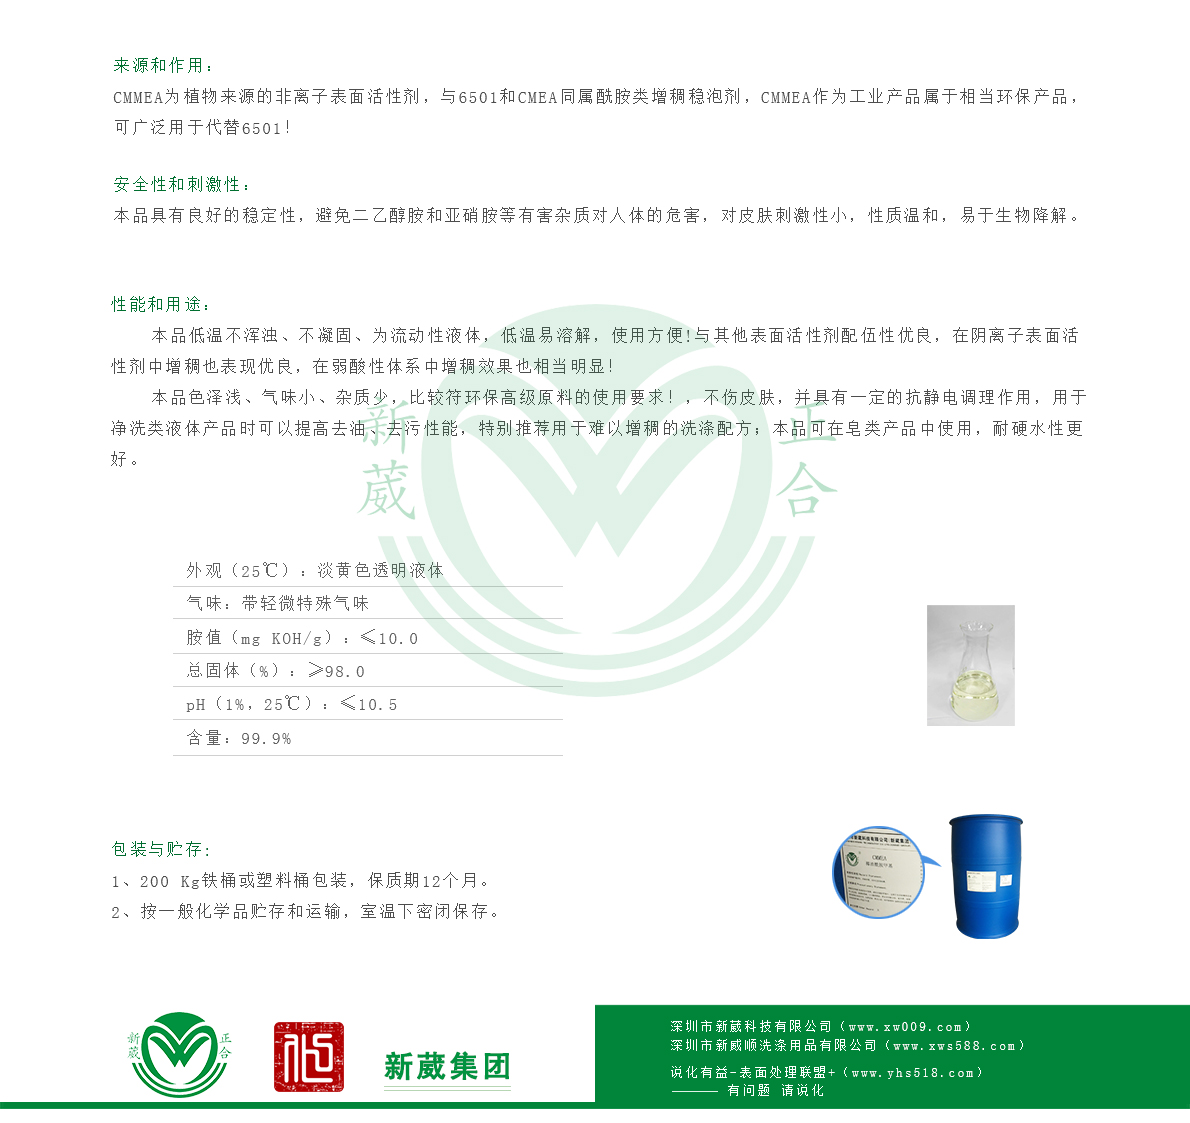 来源和作用：
CMMEA为植物来源的非离子表面活性剂，与6501和CMEA同属酰胺类增稠稳泡剂，CMMEA作为工业产品属于相当环保产品，
可广泛用于代替6501！
安全性和刺激性：
本品具有良好的稳定性，避免二乙醇胺和亚硝胺等有害杂质对人体的危害，对皮肤刺激性小，性质温和，易于生物降解。
性能和用途：
本品低温不浑浊、不凝固、为流动性液体，低温易溶解，使用方便!与其他表面活性剂配伍性优良，在阴离子表面活
性剂中增稠也表现优良，在弱酸性体系中增稠效果也相当明显！
本品色泽浅、气味小、杂质少，比较符环保高级原料的使用要求！，不伤皮肤，并具有一定的抗静电调理作用，用于
净洗类液体产品时可以提高去油、去污性能，特别推荐用于难以增稠的洗涤配方；本品可在皂类产品中使用，耐硬水性更
好。
新葳
正合
外观（25℃）：淡黄色透明液体
气味：带轻微特殊气味
胺值（mg KOH/g）：≤10.0
总固体（%）：≥98.0
pH（1%，25℃）：≤10.5
含量：99.9%
包装与贮存:
1、200 Kg铁桶或塑料桶包装，保质期12个月。
2、按一般化学品贮存和运输，室温下密闭保存。
CMMEA
新葳
正合
新葳集团
深圳市新葳科技有限公司（www.xw009.com）
深圳市新威顺洗涤用品有限公司（www.xws588.com）
说化有益-表面处理联盟+（www.yhs518.com）
——— 有问题 请说化